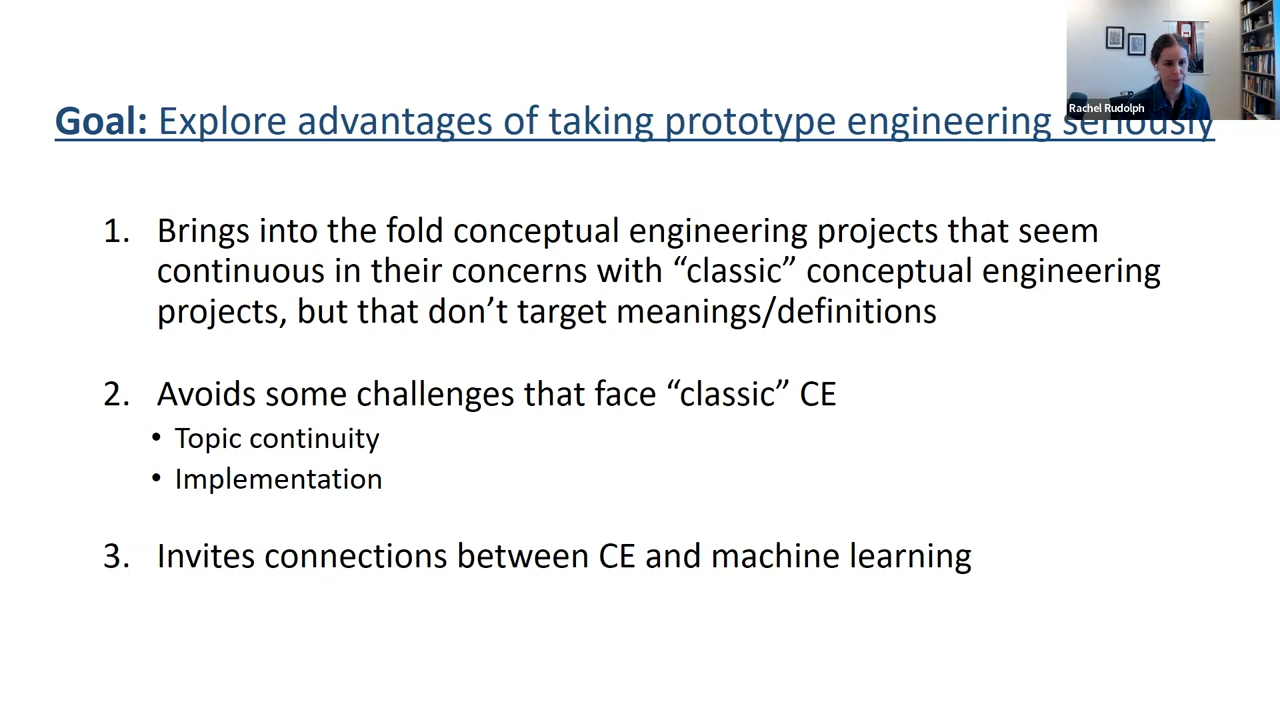 Rachel Rudolph
Goal: Explore advantages of taking prototype engineering seriously
1. Brings into the fold conceptual engineering projects that seem
continuous in their concerns with “classic” conceptual engineering
projects, but that don’t target meanings/definitions
2. Avoids some challenges that face “classic” CE
• Topic continuity
• Implementation
3. Invites connections between CE and machine learning